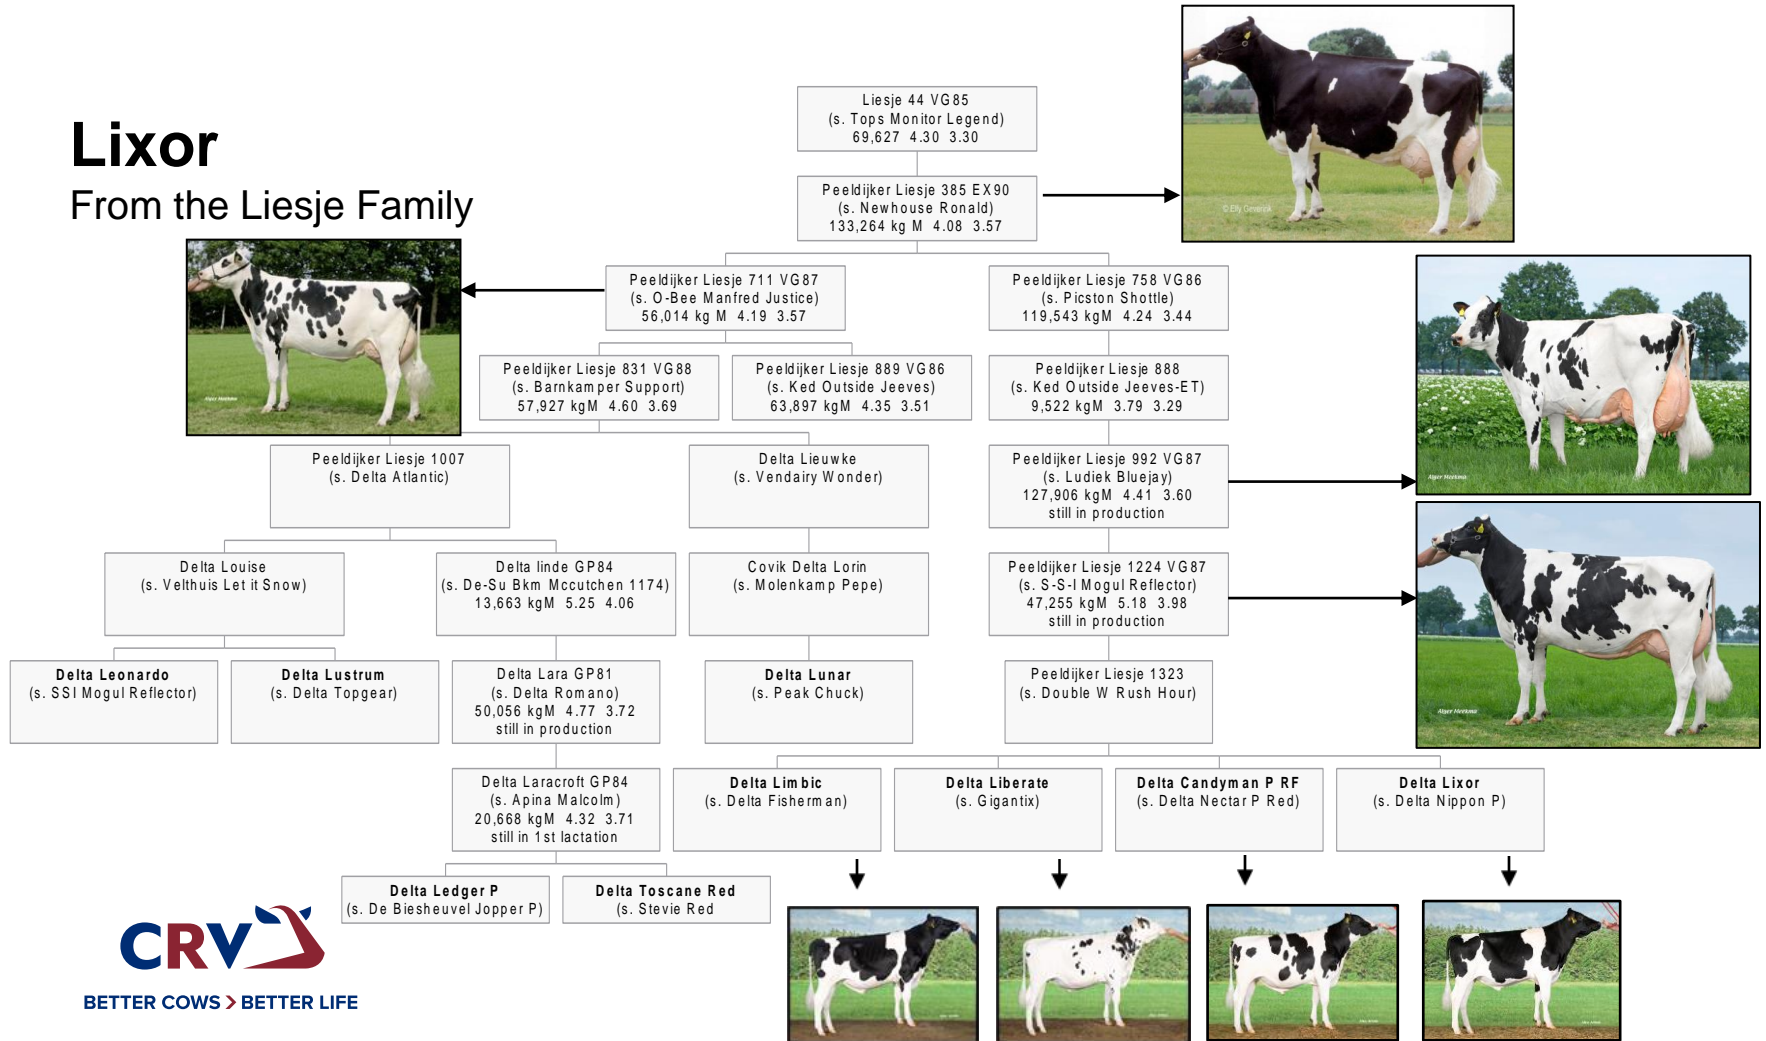 Lixor
From the Liesje Family
Liesje 44 VG85
(s. Tops Monitor Legend)
69,627 4.30 3.30
Peeldijker Liesje 385 EX90
(s. Newhouse Ronald)
133,264 kg M 4.08 3.57
© Elly Geverink
Peeldijker Liesje 711 VG87
(s. O-Bee Manfred Justice)
56,014 kg M 4.19 3.57
Peeldijker Liesje 758 VG86
(s. Picston Shottle)
119,543 kgM 4.24 3.44
Peeldijker Liesje 831 VG88
(s. Barnkamper Support)
57,927 kgM 4.60 3.69
Peeldijker Liesje 889 VG86
(s. Ked Outside Jeeves)
63,897 kgM 4.35 3.51
Peeldijker Liesje 888
(s. Ked Outside Jeeves-ET)
9,522 kgM 3.79 3.29
Alger Meekma
Peeldijker Liesje 1007
(s. Delta Atlantic)
Delta Lieuwke
(s. Vendairy Wonder)
Peeldijker Liesje 992 VG87
(s. Ludiek Bluejay)
127,906 kgM 4.41 3.60
still in production
Alger Meekma
Delta Louise
(s. Velthuis Let it Snow)
Delta linde GP84
(s. De-Su Bkm Mccutchen 1174)
13,663 kgM 5.25 4.06
Covik Delta Lorin
(s. Molenkamp Pepe)
Peeldijker Liesje 1224 VG87
(s. S-S-I Mogul Reflector)
47,255 kgM 5.18 3.98
still in production
Alger Meekma
Delta Leonardo
(s. SSI Mogul Reflector)
Delta Lustrum
(s. Delta Topgear)
Delta Lara GP81
(s. Delta Romano)
50,056 kgM 4.77 3.72
still in production
Delta Lunar
(s. Peak Chuck)
Peeldijker Liesje 1323
(s. Double W Rush Hour)
Delta Laracroft GP84
(s. Apina Malcolm)
20,668 kgM 4.32 3.71
still in 1st lactation
Delta Limbic
(s. Delta Fisherman)
Delta Liberate
(s. Gigantix)
Delta Candyman P RF
(s. Delta Nectar P Red)
Delta Lixor
(s. Delta Nippon P)
Delta Ledger P
(s. De Biesheuvel Jopper P)
Delta Toscane Red
(s. Stevie Red
CRV
BETTER COWS > BETTER LIFE